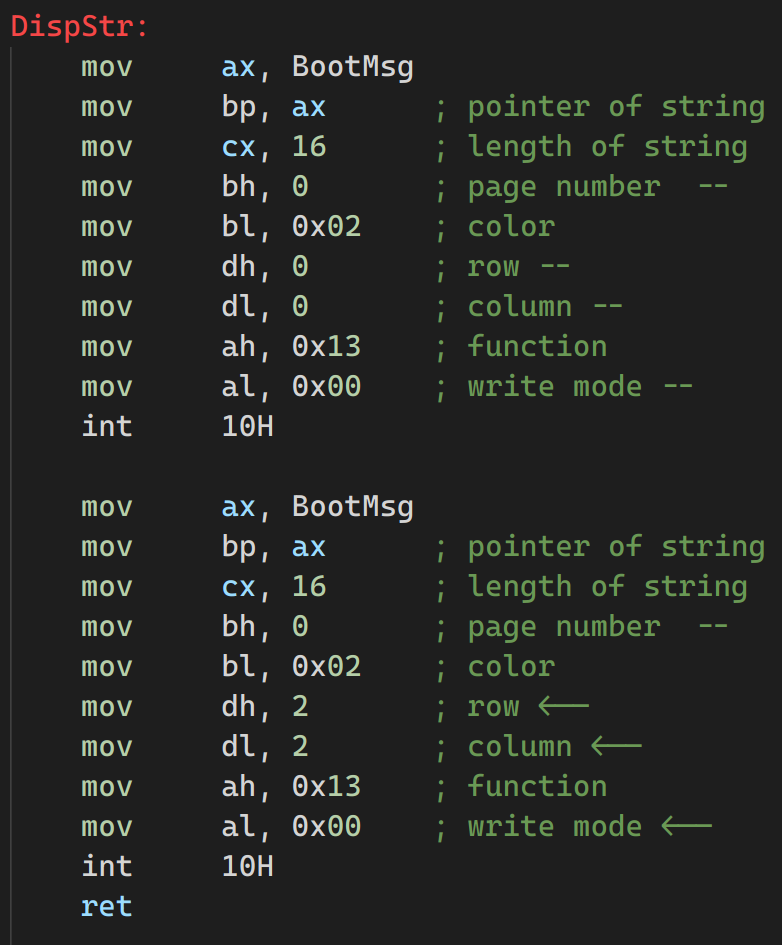 DispStr:
mov ax, BootMsg
mov bp, ax ; pointer of string
mov cx, 16 ; length of string
mov bh, 0 ; page number --
mov bl, 0x02 ; color
mov dh, 0 ; row --
mov dl, 0 ; column --
mov ah, 0x13 ; function
mov al, 0x00 ; write mode --
int 10H
mov ax, BootMsg
mov bp, ax ; pointer of string
mov cx, 16 ; length of string
mov bh, 0 ; page number --
mov bl, 0x02 ; color
mov dh, 2 ; row <--
mov dl, 2 ; column <--
mov ah, 0x13 ; function
mov al, 0x00 ; write mode <--
int 10H
ret